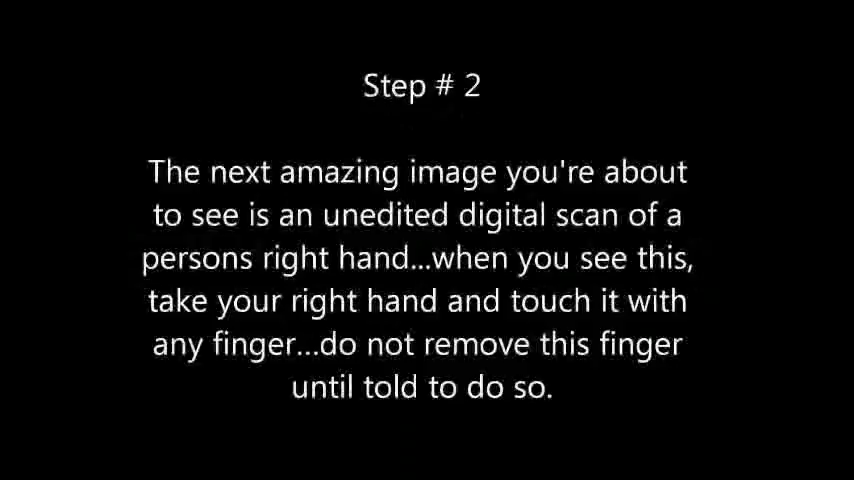 Step # 2
The next amazing image you're about
to see is an unedited digital scan of a
persons right hand...when you see this,
take your right hand and touch it with
any finger...do not remove this finger
until told to do so.